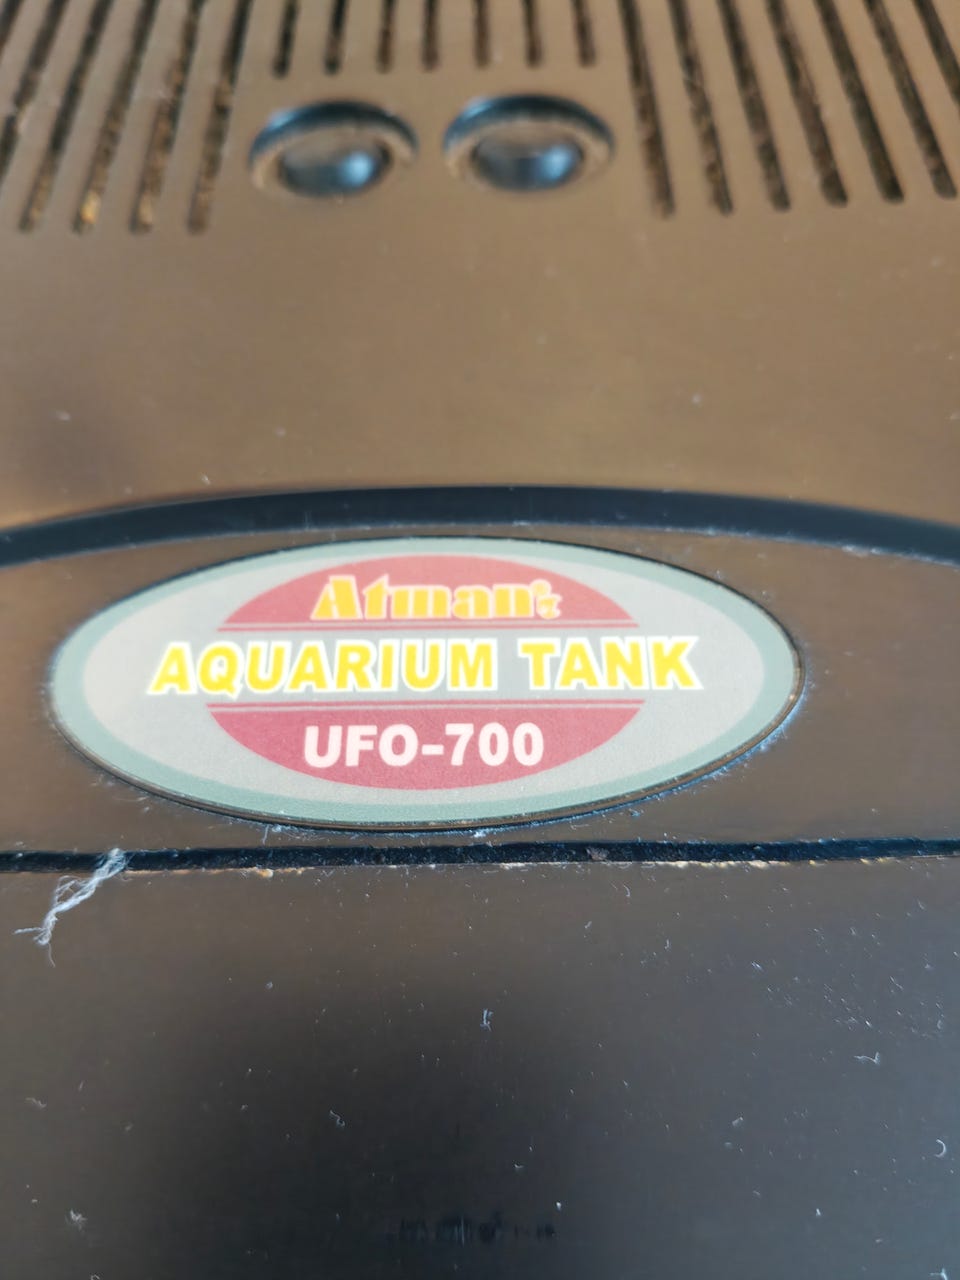 Atman
AQUARIUM TANK
UFO-700